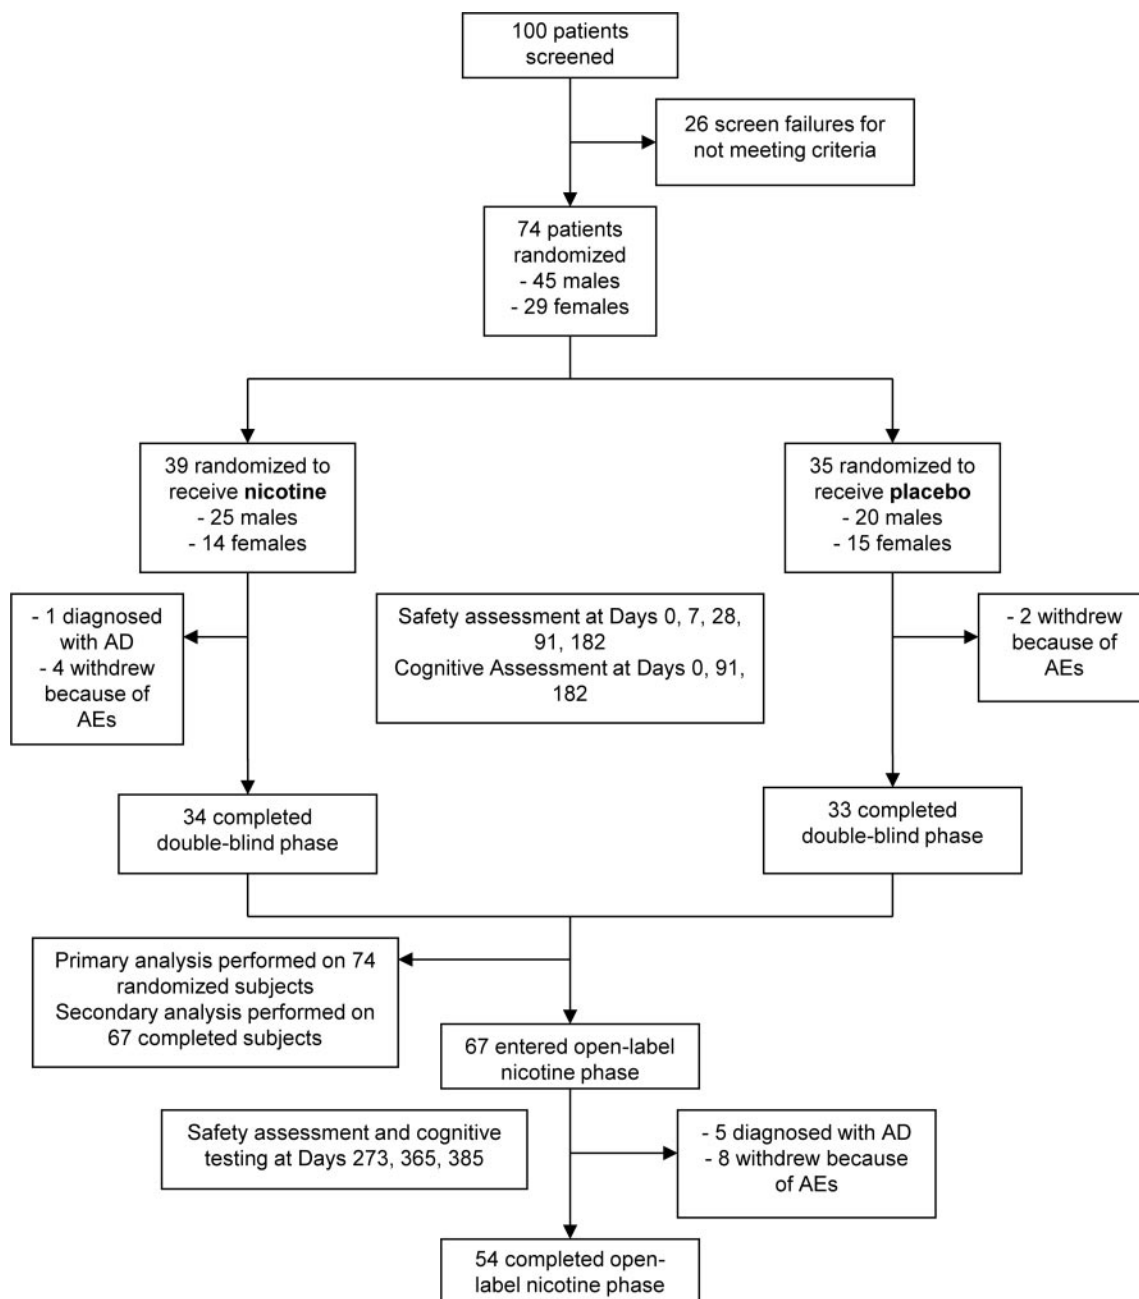 100 patients
screened
26 screen failures for
not meeting criteria
74 patients
randomized
- 45 males
- 29 females
39 randomized to
receive nicotine
- 25 males
- 14 females
35 randomized to
receive placebo
- 20 males
- 15 females
- 1 diagnosed
with AD
- 4 withdrew
because of
AEs
Safety assessment at Days 0, 7, 28,
91, 182
Cognitive Assessment at Days 0, 91,
182
- 2 withdrew
because of
AEs
34 completed
double-blind phase
33 completed
double-blind phase
Primary analysis performed on 74
randomized subjects
Secondary analysis performed on
67 completed subjects
67 entered open-label
nicotine phase
Safety assessment and cognitive
testing at Days 273, 365, 385
- 5 diagnosed with AD
- 8 withdrew because
of AEs
54 completed open-
label nicotine phase